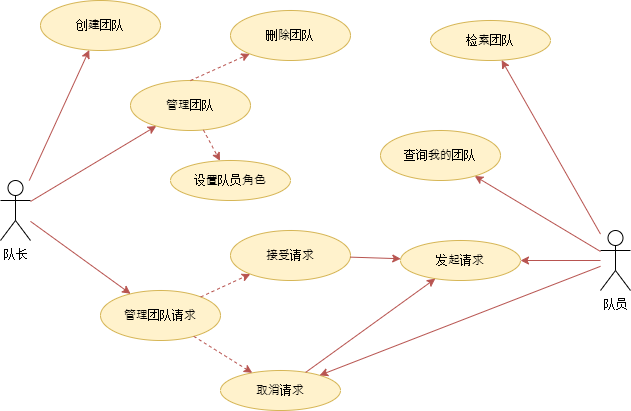 创建团队
删除团队
检索团队
管理团队
查询我的团队
设置队员角色
队长
接受请求
发起请求
队员
管理团队请求
取消请求